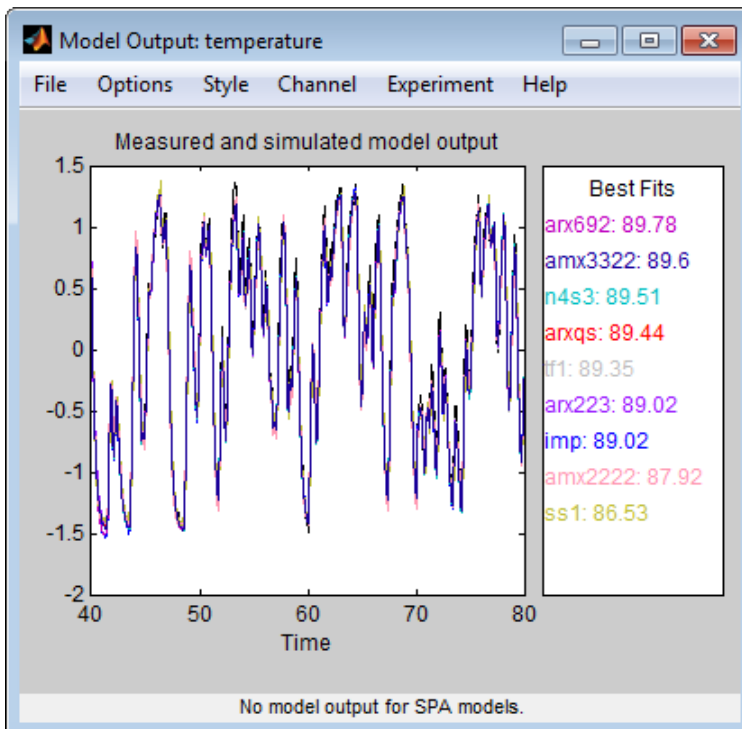 Model Output: temperature
File Options Style Channel Experiment Help
Measured and simulated model output
1.5
1
0.5
0
-0.5
-1
-1.5
-2
40 50 60 70 80
Time
Best Fits
arx692: 89.78
amx3322: 89.6
n4s3: 89.51
arxqs: 89.44
tf1: 89.35
arx223: 89.02
imp: 89.02
amx2222: 87.92
ss1: 86.53
No model output for SPA models.